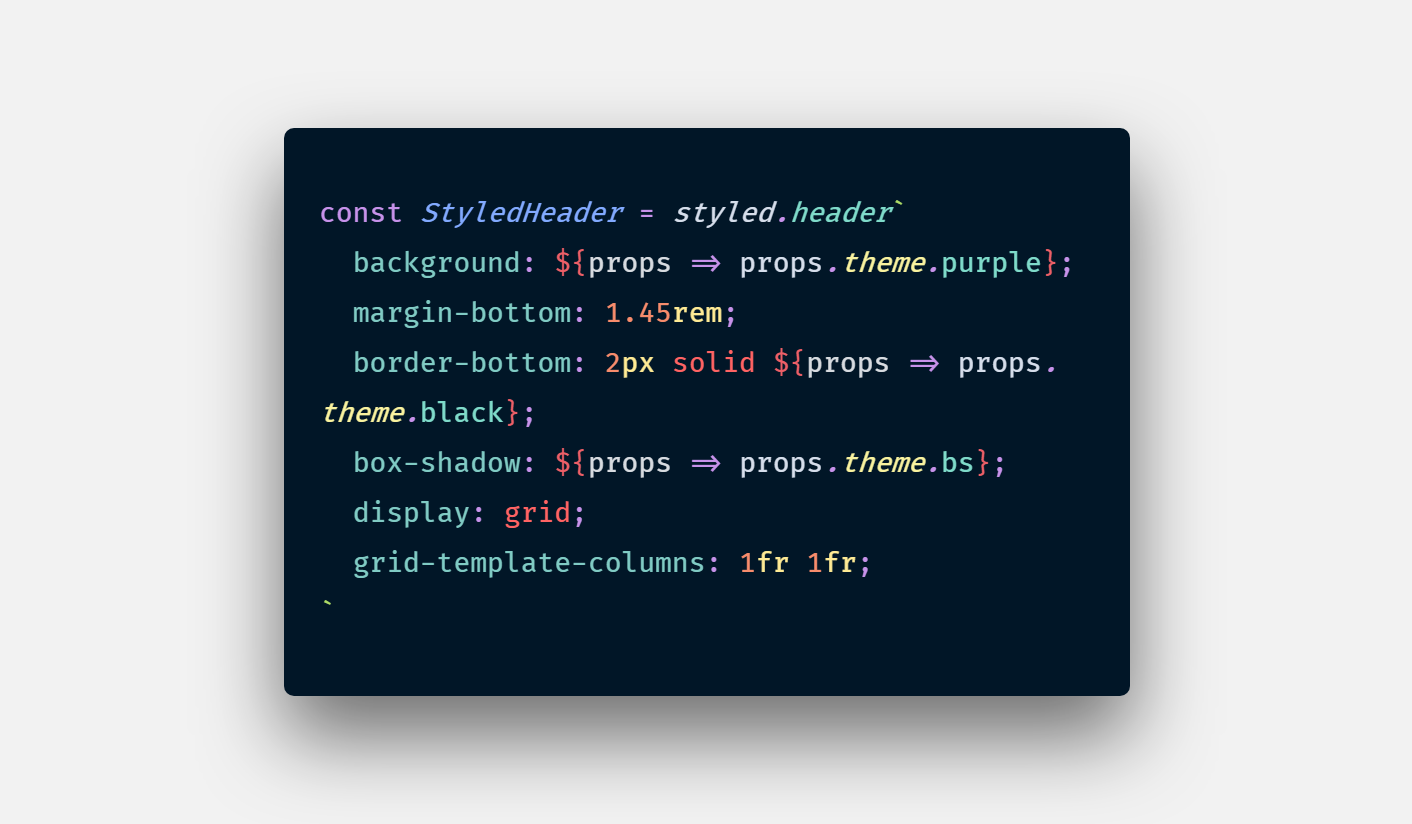 const StyledHeader = styled.header`
  background: ${props => props.theme.purple};
  margin-bottom: 1.45rem;
  border-bottom: 2px solid ${props => props.
theme.black};
  box-shadow: ${props => props.theme.bs};
  display: grid;
  grid-template-columns: 1fr 1fr;
`